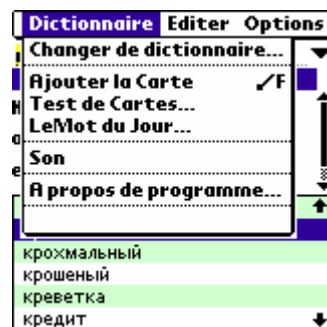 Dictionnaire Editer Options
Changer de dictionnaire...
Ajouter la Carte ✓F
Test de Cartes...
LeMot du Jour...
Son
A propos de programme...
крохмальный
крошеный
креветка
кредит